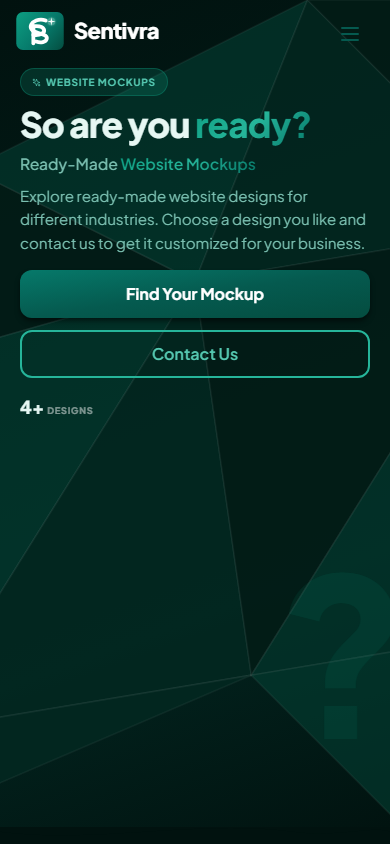 Sentivra
WEBSITE MOCKUPS
So are you ready?
Ready-Made Website Mockups
Explore ready-made website designs for
different industries. Choose a design you like and
contact us to get it customized for your business.
Find Your Mockup
Contact Us
4+ DESIGNS
?